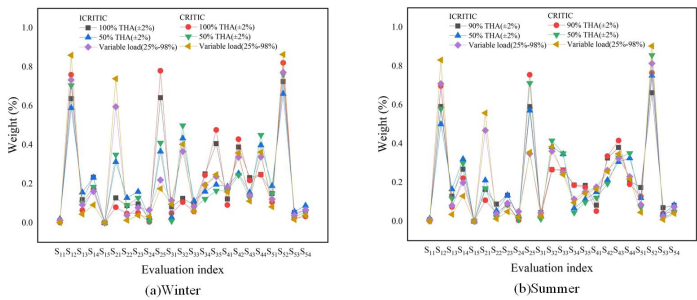 ICRITIC CRITIC
100% THA(±2%) 100% THA(±2%)
50% THA(±2%) 50% THA(±2%)
Variable load(25%-98%) Variable load(25%-98%)
1.0
0.8
0.6
0.4
0.2
0.0
Weight (%)
S11 S12 S13 S14 S15 S21 S22 S23 S24 S25 S31 S32 S33 S34 S35 S41 S42 S43 S44 S51 S52 S53 S54
Evaluation index
(a)Winter
ICRITIC CRITIC
90% THA(±2%) 90% THA(±2%)
50% THA(±2%) 50% THA(±2%)
Variable load(25%-98%) Variable load(25%-98%)
1.0
0.8
0.6
0.4
0.2
0.0
Weight (%)
S11 S12 S13 S14 S15 S21 S22 S23 S24 S25 S31 S32 S33 S34 S35 S41 S42 S43 S44 S51 S52 S53 S54
Evaluation index
(b)Summer